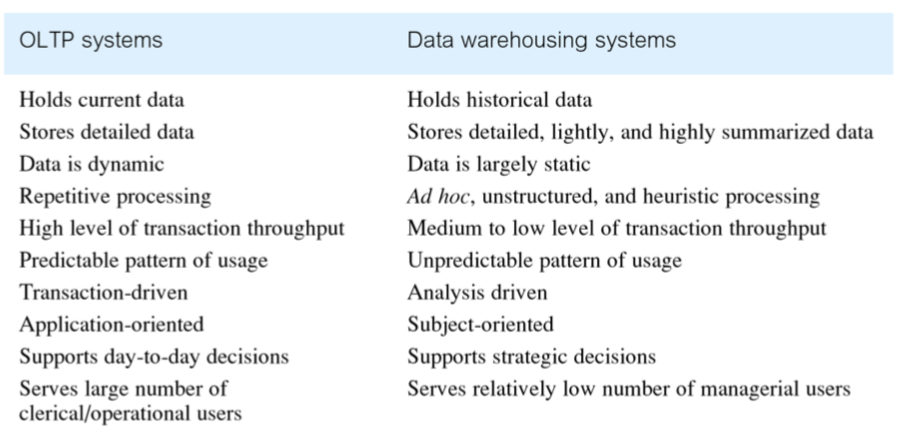 OLTP systems Data warehousing systems
Holds current data Holds historical data
Stores detailed data Stores detailed, lightly, and highly summarized data
Data is dynamic Data is largely static
Repetitive processing Ad hoc, unstructured, and heuristic processing
High level of transaction throughput Medium to low level of transaction throughput
Predictable pattern of usage Unpredictable pattern of usage
Transaction-driven Analysis driven
Application-oriented Subject-oriented
Supports day-to-day decisions Supports strategic decisions
Serves large number of Serves relatively low number of managerial users
clerical/operational users